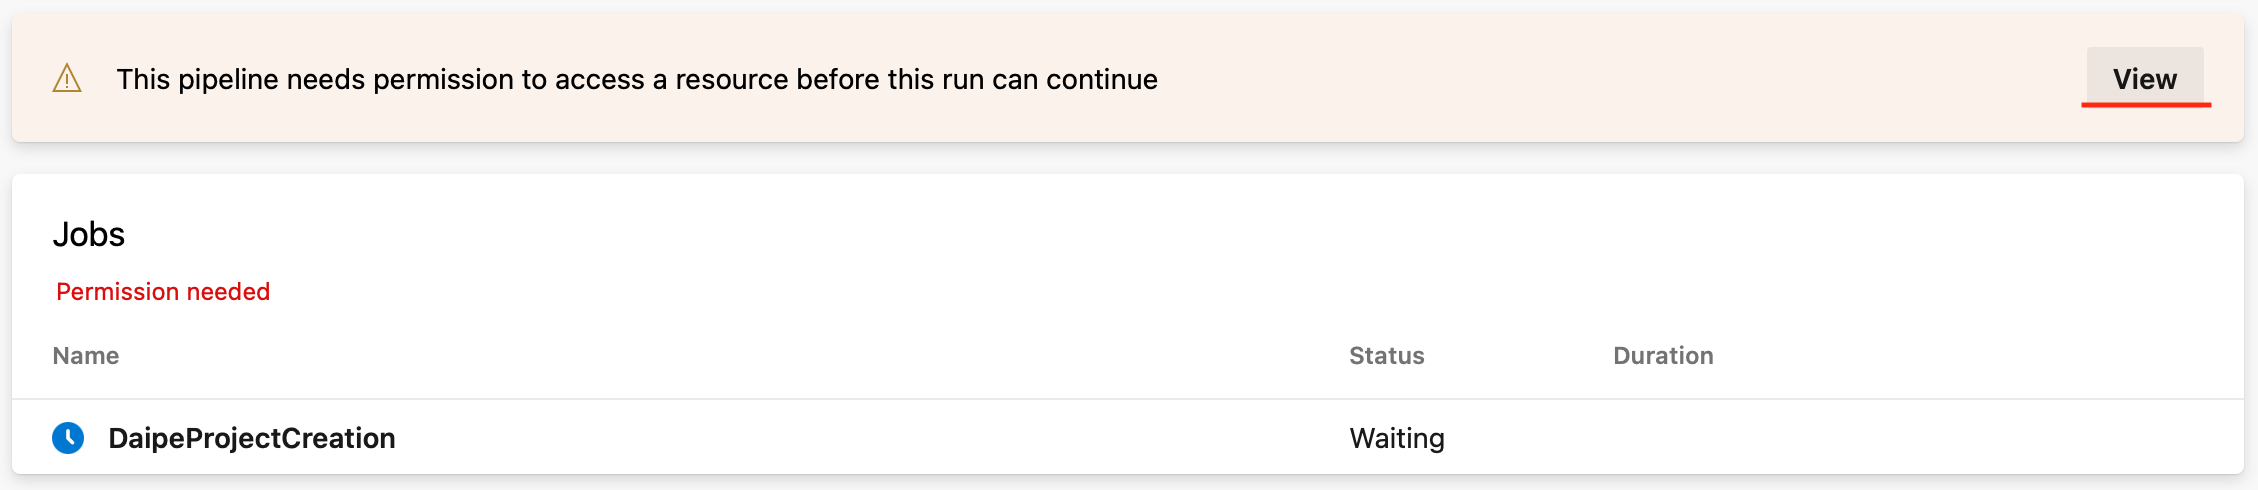 This pipeline needs permission to access a resource before this run can continue
View
Jobs
Permission needed
Name Status Duration
DaipeProjectCreation Waiting